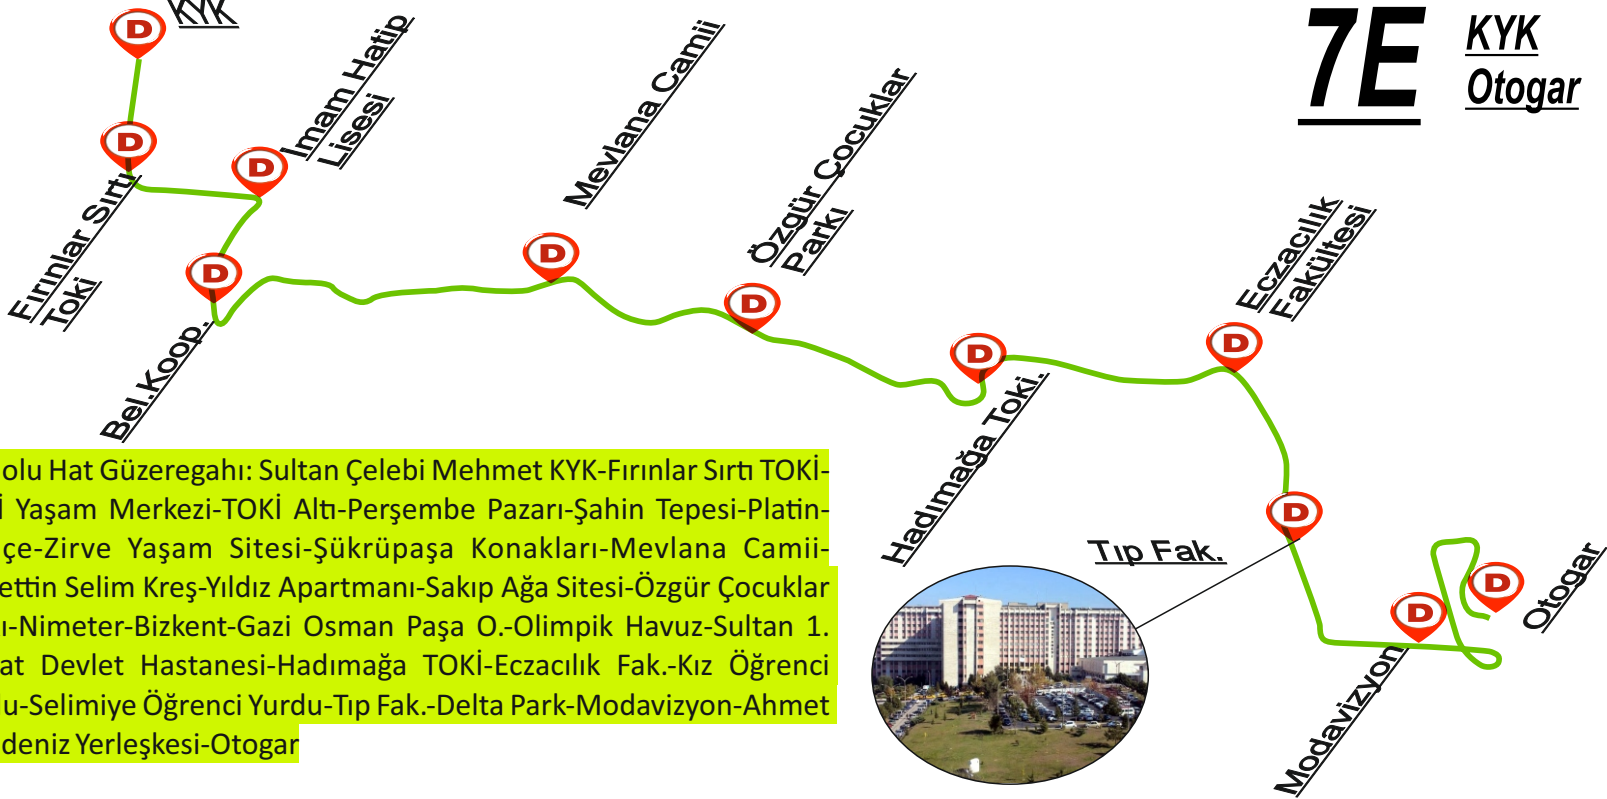 KYK
7E
KYK
Otogar
İmam Hatip
Lisesi
Mevlana Camii
Özgür Çocuklar
Parkı
Eczacılık
Fakültesi
Fırınlar Sırtı
Toki
Bel.Koop.
Hadımağa Toki.
Tıp Fak.
Otogar
Modavizyon
olu Hat Güzeregahı: Sultan Çelebi Mehmet KYK-Fırınlar Sırtı TOKİ-
İ Yaşam Merkezi-TOKİ Altı-Perşembe Pazarı-Şahin Tepesi-Platin-
çe-Zirve Yaşam Sitesi-Şükrüpaşa Konakları-Mevlana Camii-
ettin Selim Kreş-Yıldız Apartmanı-Sakıp Ağa Sitesi-Özgür Çocuklar
ı-Nimeter-Bizkent-Gazi Osman Paşa O.-Olimpik Havuz-Sultan 1.
at Devlet Hastanesi-Hadımağa TOKİ-Eczacılık Fak.-Kız Öğrenci
lu-Selimiye Öğrenci Yurdu-Tıp Fak.-Delta Park-Modavizyon-Ahmet
deniz Yerleşkesi-Otogar
D
D
D
D
D
D
D
D
D
D
D